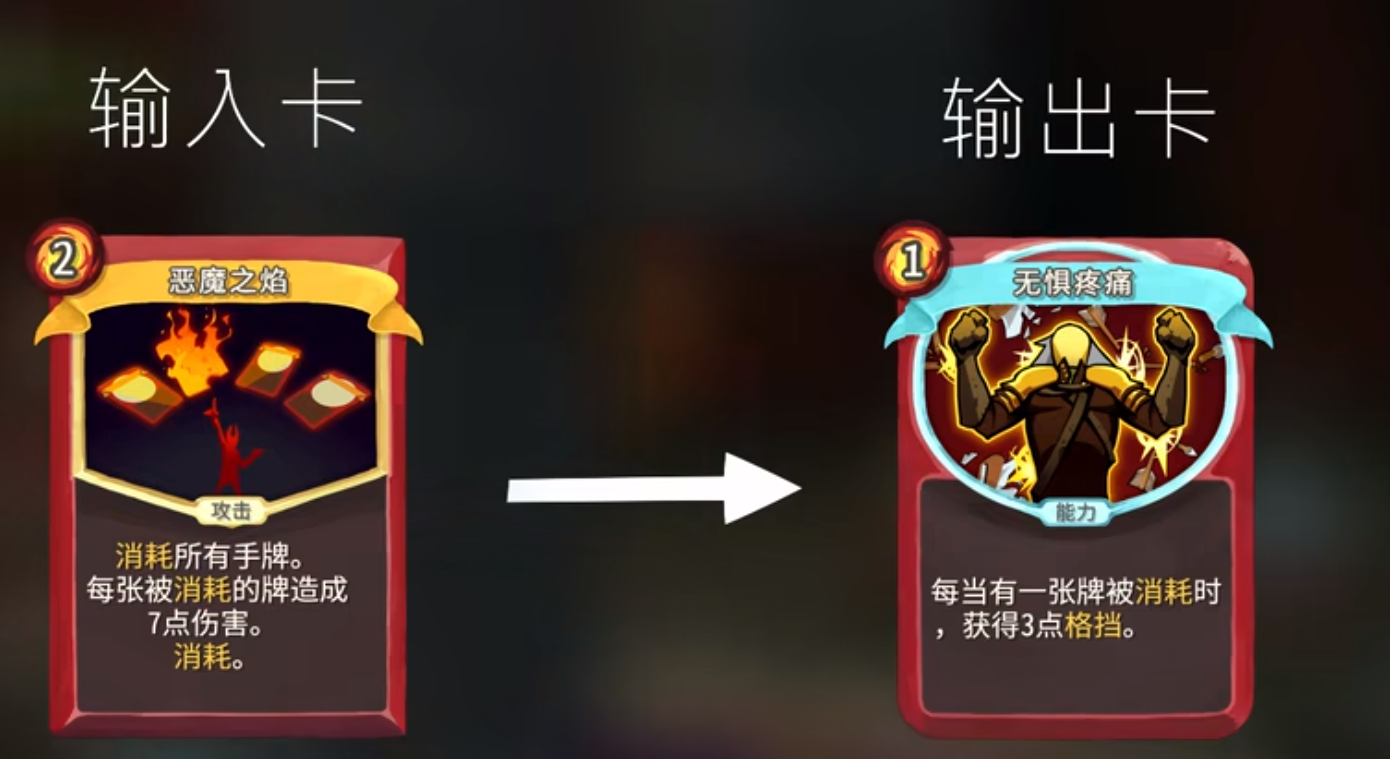 输入卡
输出卡
2
恶魔之焰
攻击
消耗所有手牌。
每张被消耗的牌造成
7点伤害。
消耗。
1
无惧疼痛
能力
每当有一张牌被消耗时
，获得3点格挡。